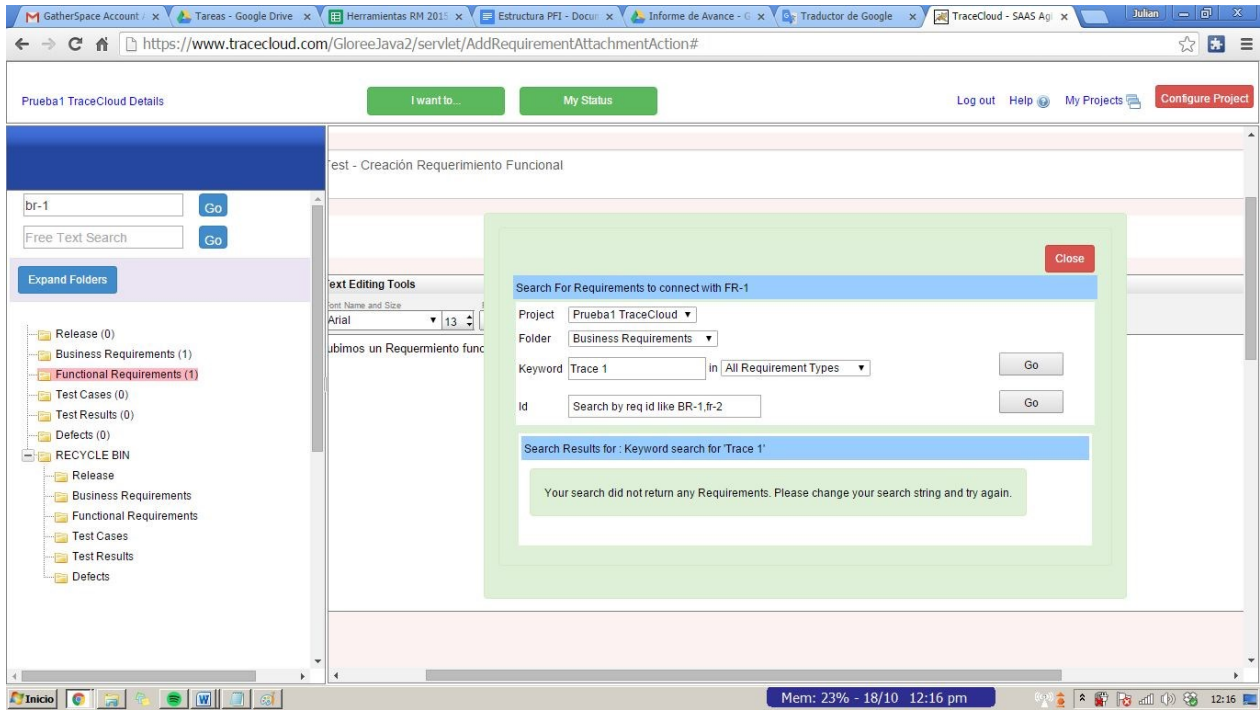 GatherSpace Account /
Tareas - Google Drive
Herramientas RM 2015
Estructura PFI - Docum
Informe de Avance - G
Traductor de Google
TraceCloud - SAAS Agi
Julian
https://www.tracecloud.com/GloreeJava2/servlet/AddRequirementAttachmentAction#
Prueba1 TraceCloud Details
I want to...
My Status
Log out Help My Projects
Configure Project
br-1 Go
Free Text Search Go
Expand Folders
Release (0)
Business Requirements (1)
Functional Requirements (1)
Test Cases (0)
Test Results (0)
Defects (0)
RECYCLE BIN
Release
Business Requirements
Functional Requirements
Test Cases
Test Results
Defects
Test - Creación Requerimiento Funcional
ext Editing Tools
ont Name and Size
Arial 13
ubimos un Requermiento func
Close
Search For Requirements to connect with FR-1
Project Prueba1 TraceCloud
Folder Business Requirements
Keyword Trace 1 in All Requirement Types Go
Id Search by req id like BR-1,fr-2 Go
Search Results for : Keyword search for 'Trace 1'
Your search did not return any Requirements. Please change your search string and try again.
Inicio
W
Mem: 23% - 18/10 12:16 pm
12:16